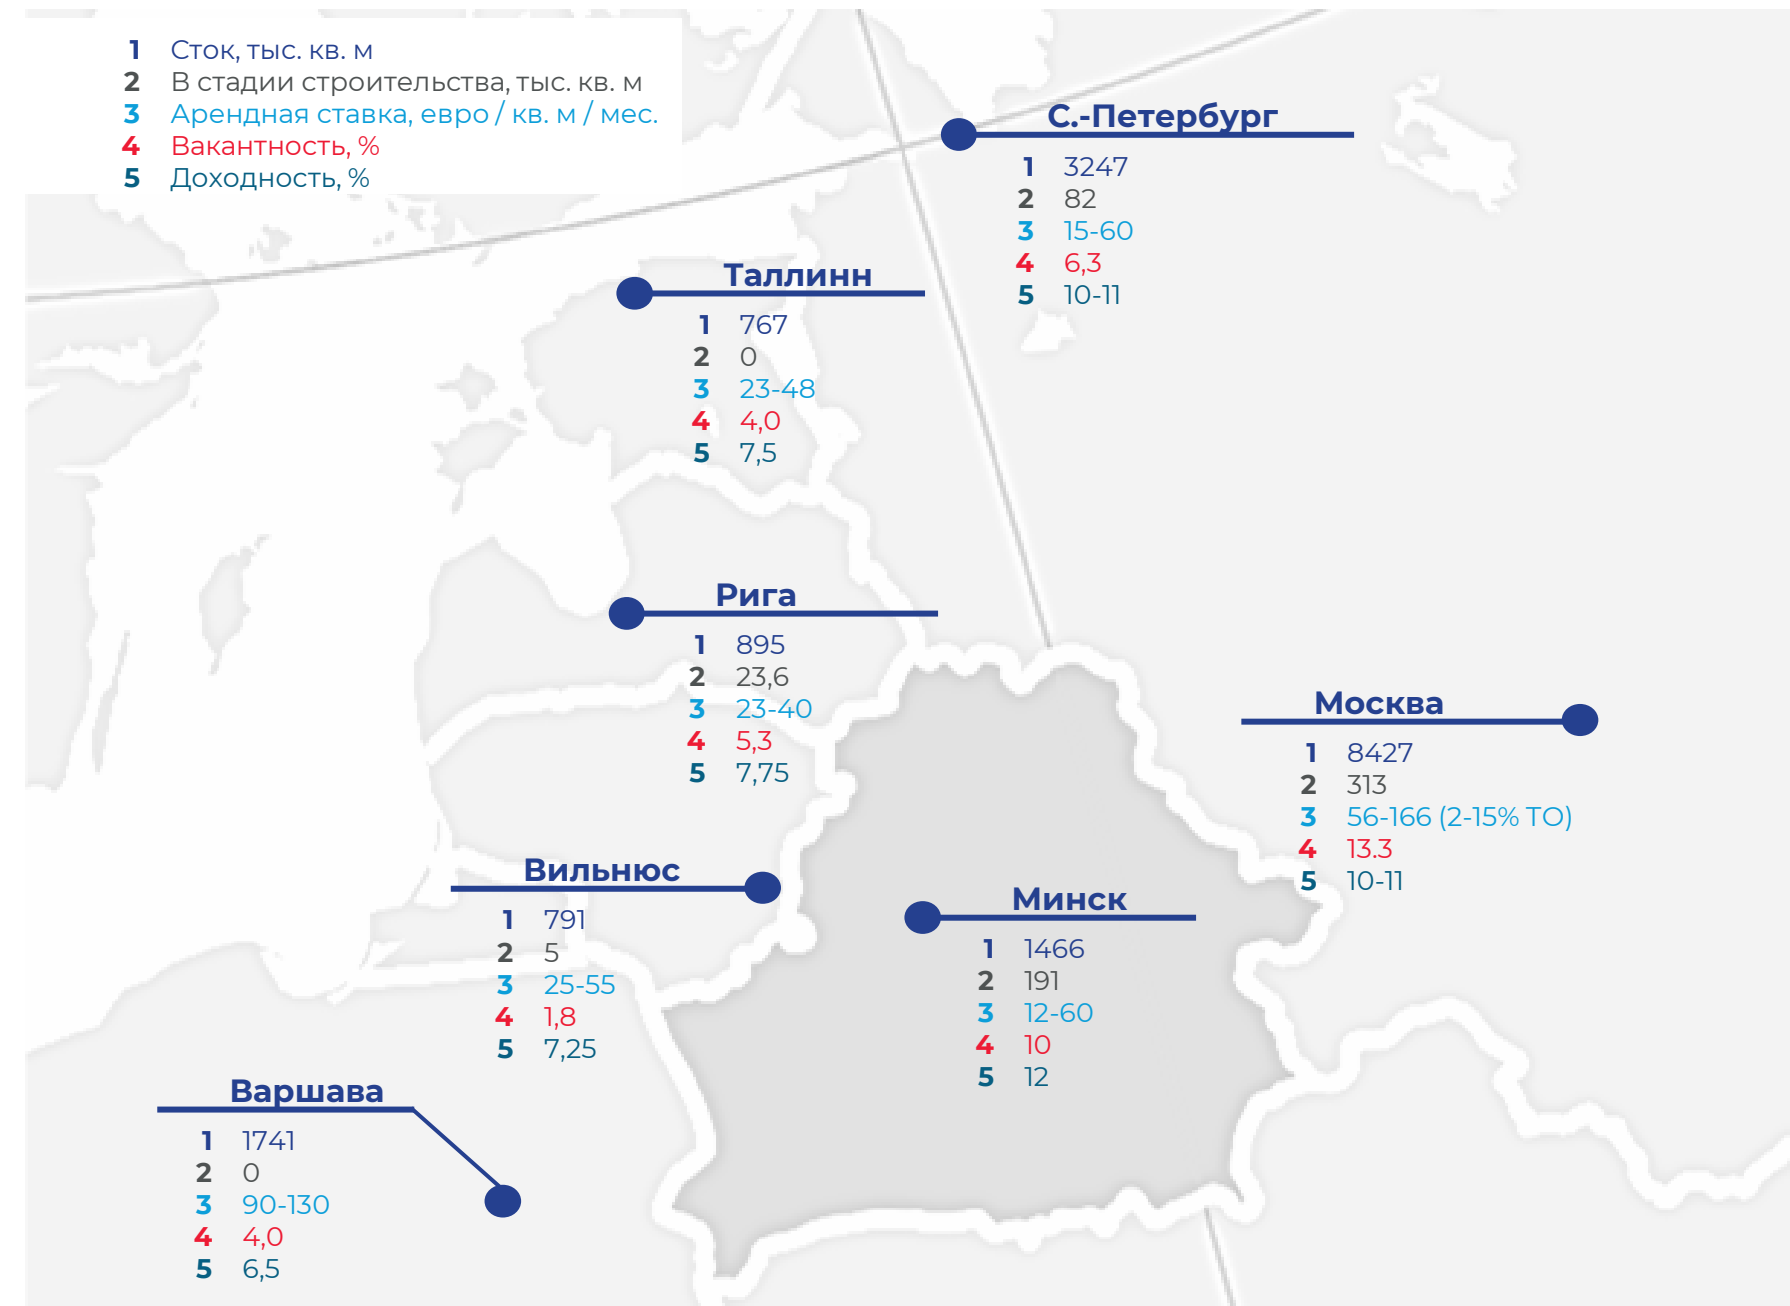 1 Сток, тыс. кв. м
2 В стадии строительства, тыс. кв. м
3 Арендная ставка, евро / кв. м / мес.
4 Вакантность, %
5 Доходность, %
С.-Петербург
1 3247
2 82
3 15-60
4 6,3
5 10-11
Таллинн
1 767
2 0
3 23-48
4 4,0
5 7,5
Рига
1 895
2 23,6
3 23-40
4 5,3
5 7,75
Москва
1 8427
2 313
3 56-166 (2-15% ТО)
4 13.3
5 10-11
Вильнюс
1 791
2 5
3 25-55
4 1,8
5 7,25
Минск
1 1466
2 191
3 12-60
4 10
5 12
Варшава
1 1741
2 0
3 90-130
4 4,0
5 6,5